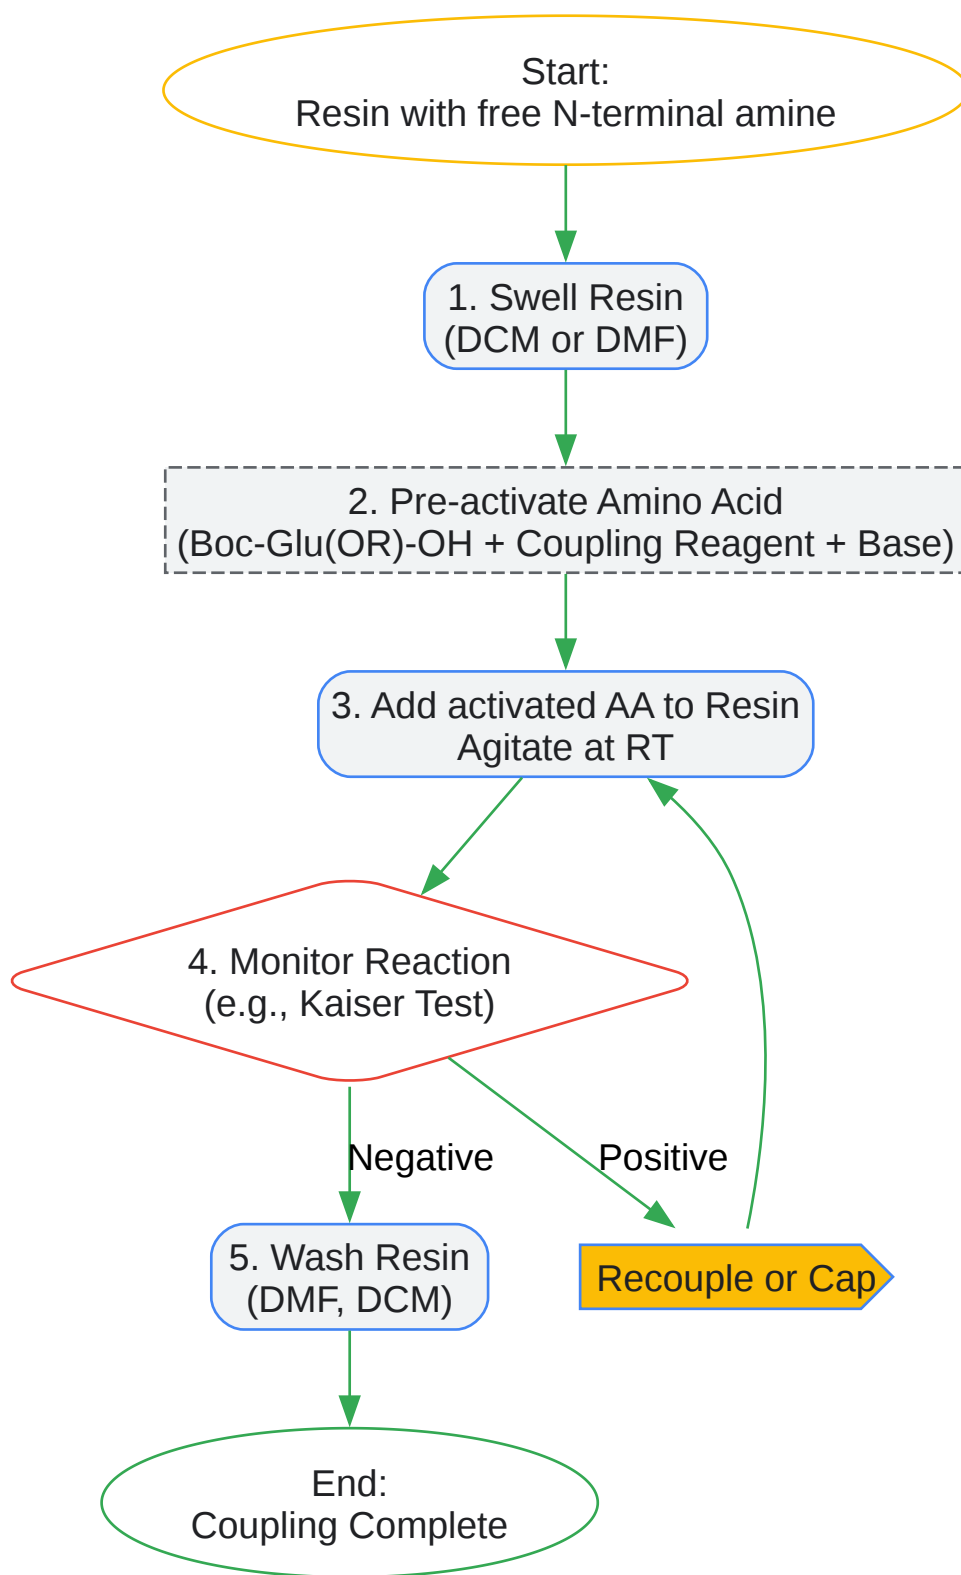 Start:
Resin with free N-terminal amine
1. Swell Resin
(DCM or DMF)
2. Pre-activate Amino Acid
(Boc-Glu(OR)-OH + Coupling Reagent + Base)
3. Add activated AA to Resin
Agitate at RT
4. Monitor Reaction
(e.g., Kaiser Test)
Negative
Positive
5. Wash Resin
(DMF, DCM)
Recouple or Cap
End:
Coupling Complete